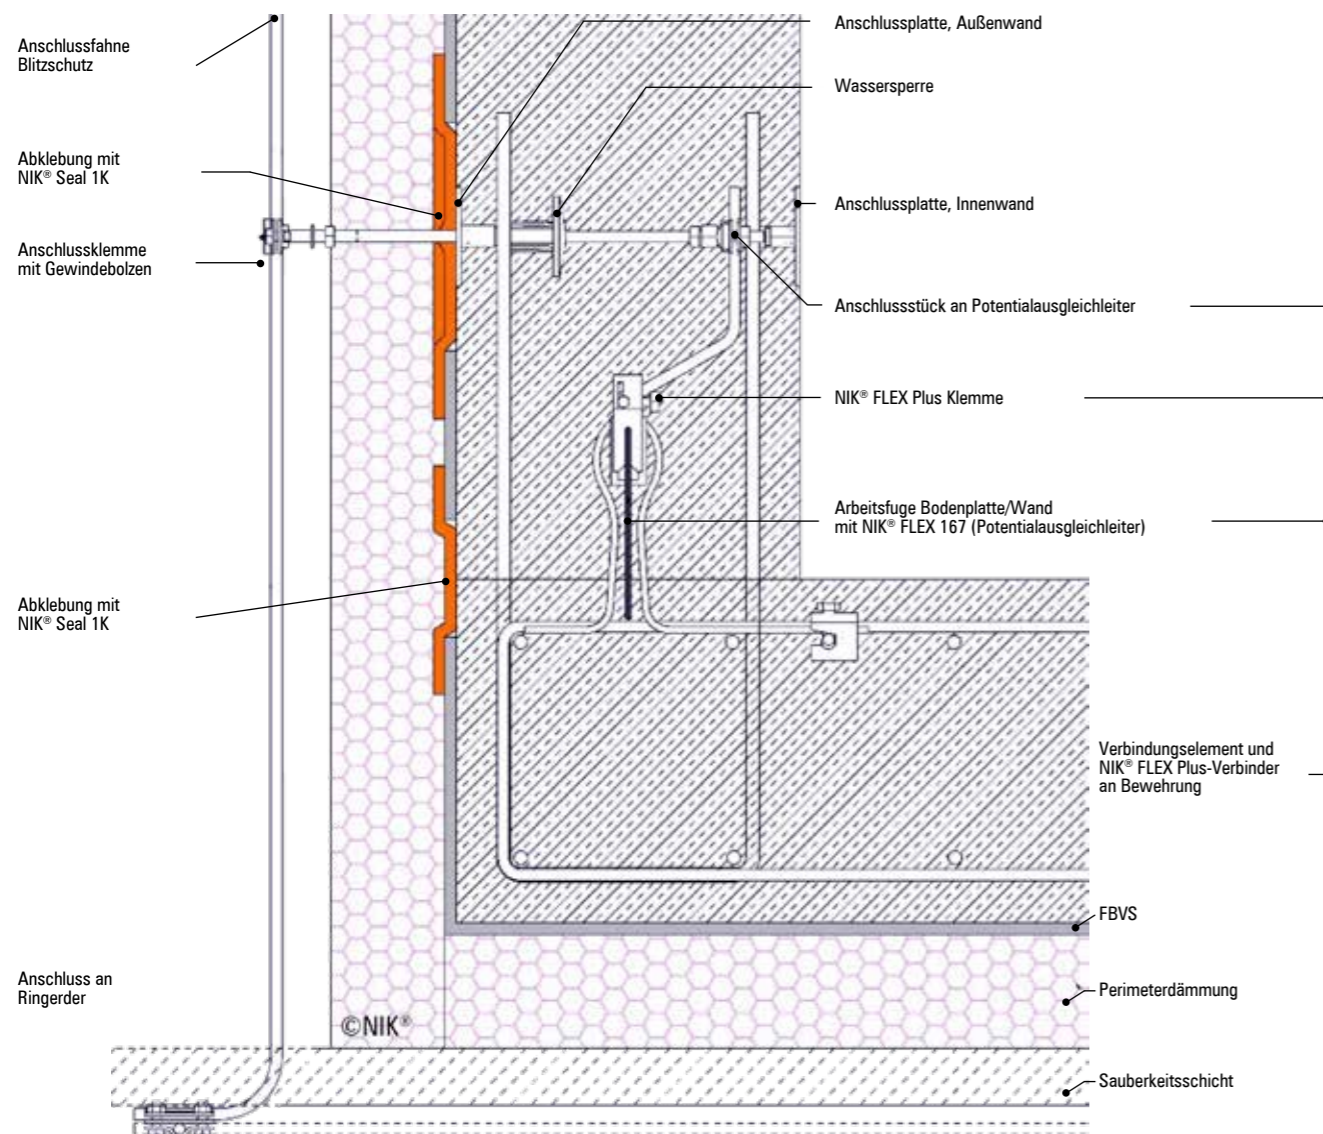 Anschlussfahne
Blitzschutz
Abklebung mit
NIK® Seal 1K
Anschlussklemme
mit Gewindebolzen
Abklebung mit
NIK® Seal 1K
Anschluss an
Ringerder
Anschlussplatte, Außenwand
Wassersperre
Anschlussplatte, Innenwand
Anschlussstück an Potentialausgleichleiter
NIK® FLEX Plus Klemme
Arbeitsfuge Bodenplatte/Wand
mit NIK® FLEX 167 (Potentialausgleichleiter)
Verbindungselement und
NIK® FLEX Plus-Verbinder
an Bewehrung
FBVS
Perimeterdämmung
Sauberkeitsschicht
©NIK®